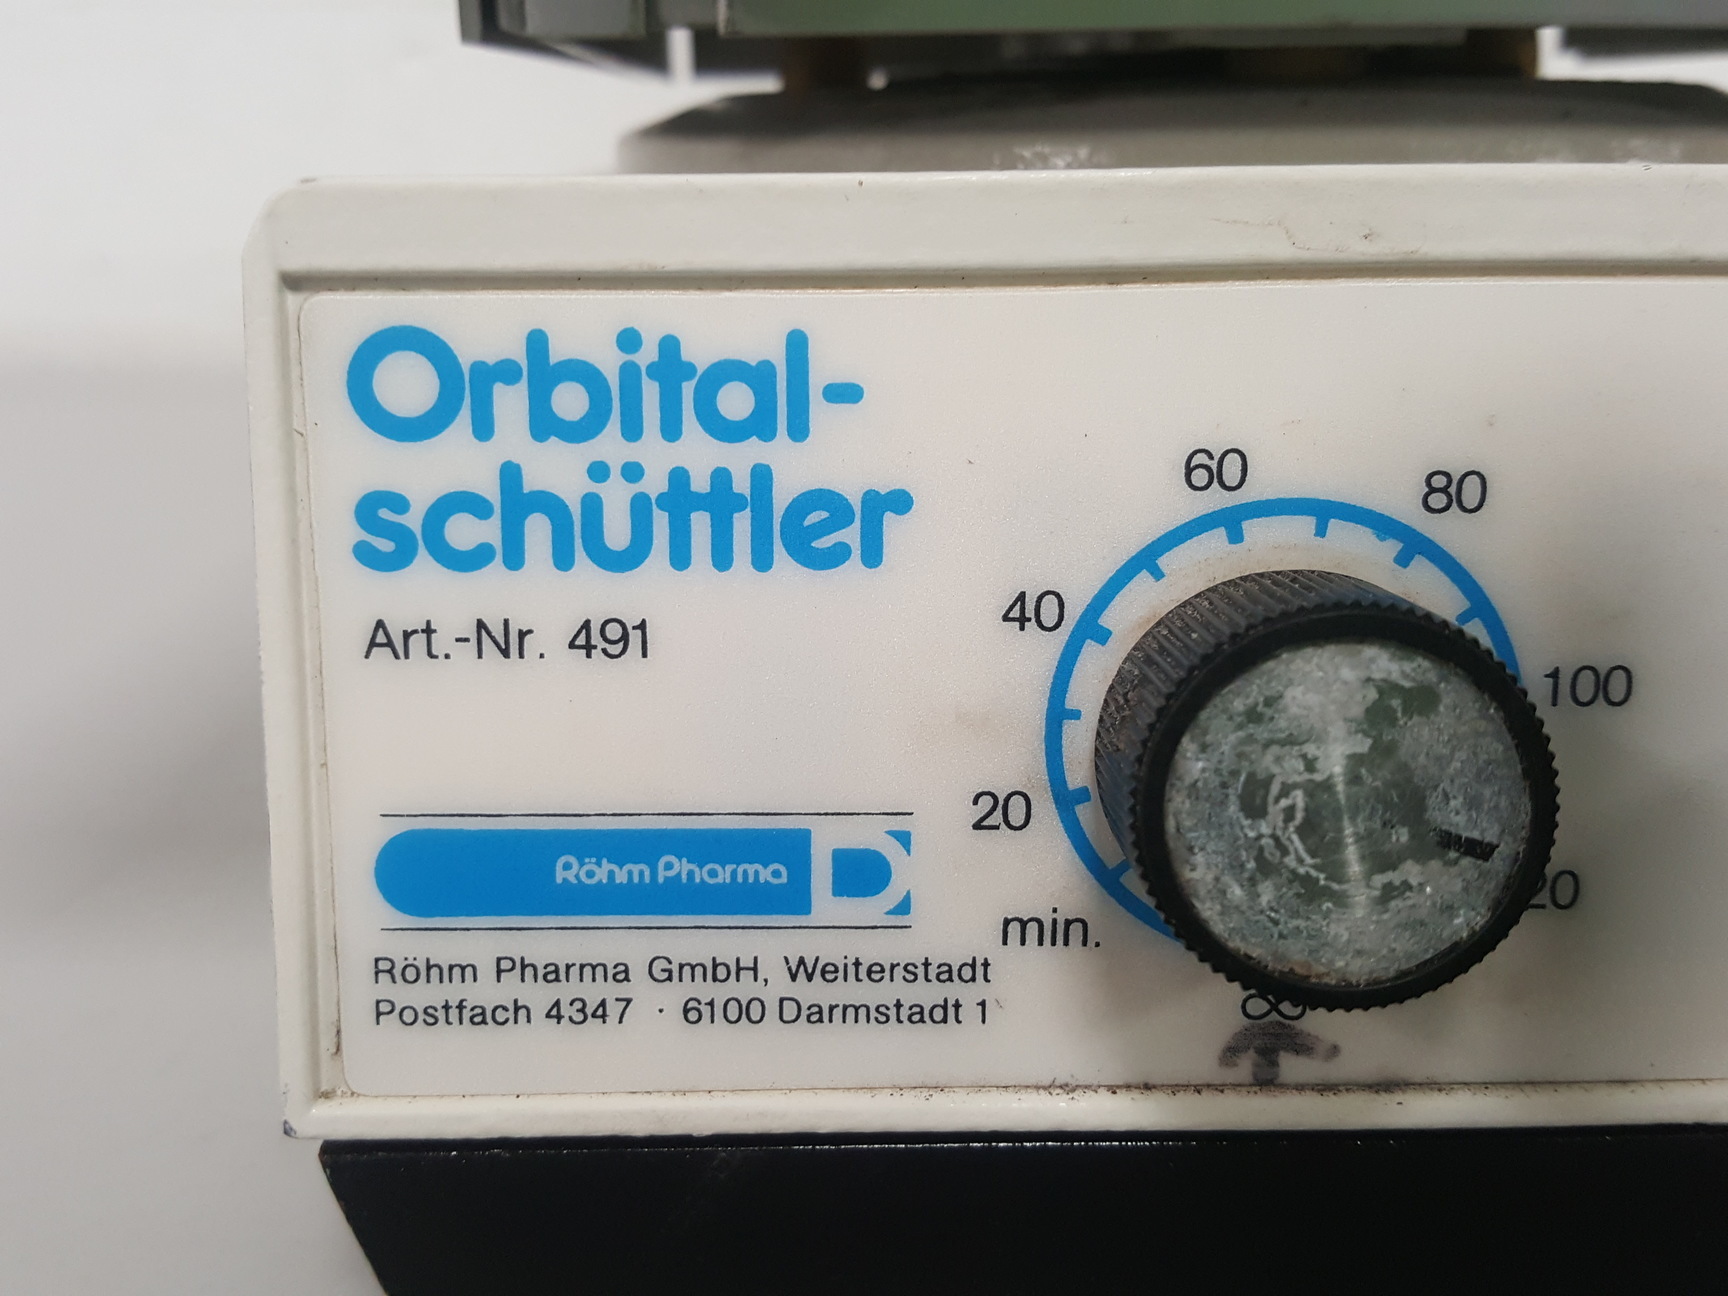 Orbital-
schüttler
Art.-Nr. 491
Röhm Pharma
Röhm Pharma GmbH, Weiterstadt
Postfach 4347 · 6100 Darmstadt 1
60
80
40
100
20
min.
∞